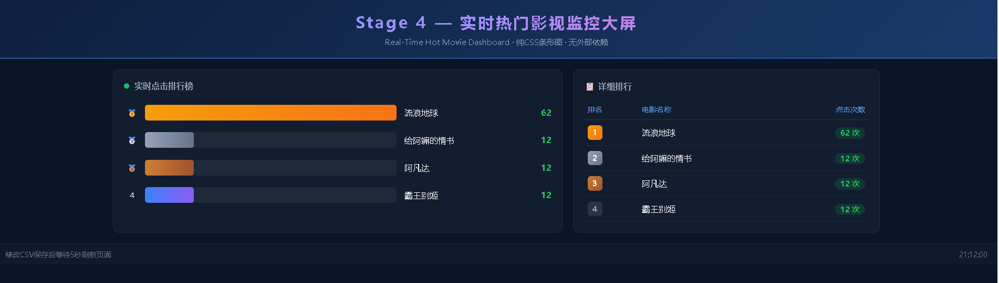 Stage 4 — 实时热门影视监控大屏
Real-Time Hot Movie Dashboard · 纯CSS条形图 · 无外部依赖
实时点击排行榜
1 流浪地球 62
2 给阿嫲的情书 12
3 阿凡达 12
4 霸王别姬 12
详细排行
排名 电影名称 点击次数
1 流浪地球 62 次
2 给阿嫲的情书 12 次
3 阿凡达 12 次
4 霸王别姬 12 次
修改CSV保存后等待5秒刷新页面
21:12:00